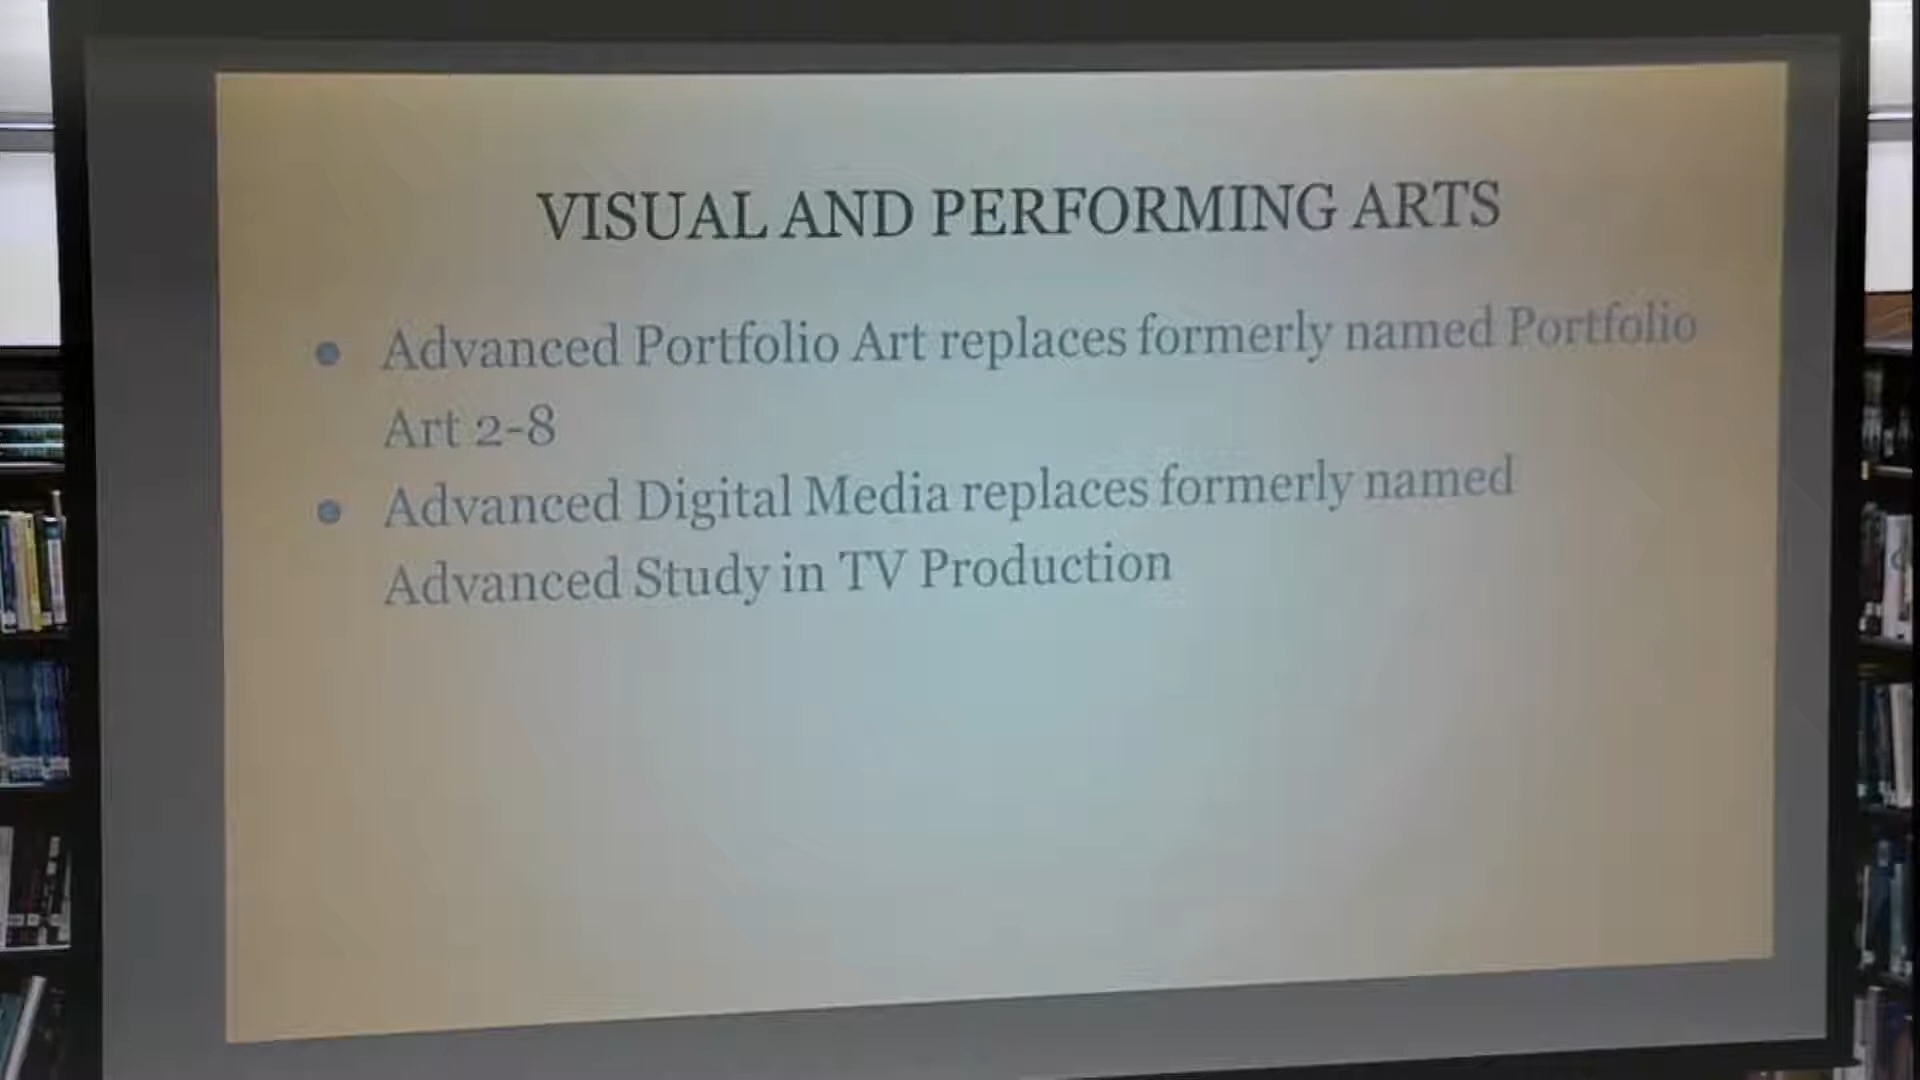 VISUAL AND PERFORMING ARTS
● Advanced Portfolio Art replaces formerly named Portfolio
Art 2-8
● Advanced Digital Media replaces formerly named
Advanced Study in TV Production